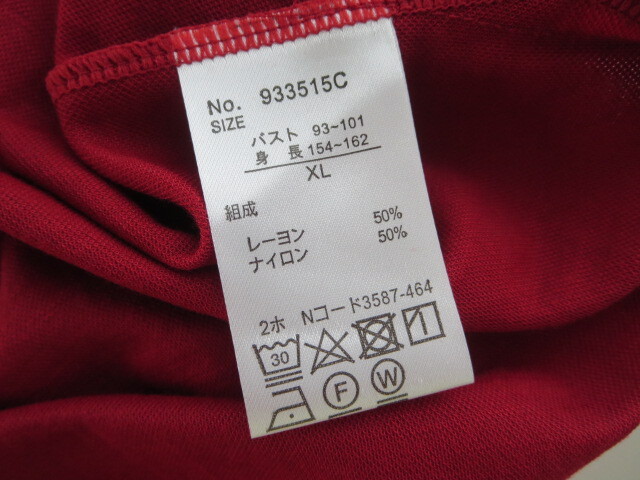 No. 933515C
SIZE
バスト 93~101
身 長 154~162
XL
組成
レーヨン 50%
ナイロン 50%
2ホ Nコード3587-464
30
F W